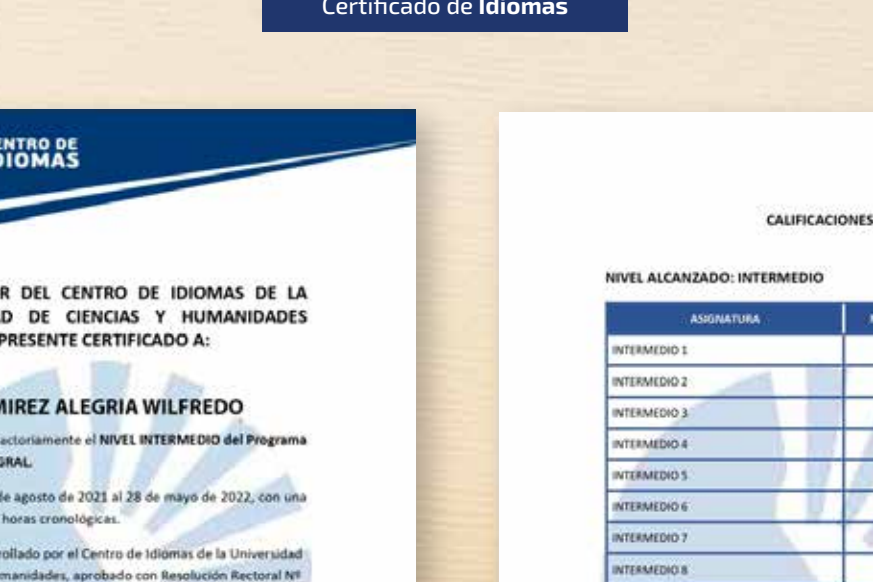 Certificado de Idiomas
ENTRO DE
DIOMAS
R DEL CENTRO DE IDIOMAS DE LA
AD DE CIENCIAS Y HUMANIDADES
PRESENTE CERTIFICADO A:
MIREZ ALEGRIA WILFREDO
actoriamente el NIVEL INTERMEDIO del Programa
GRAL.
de agosto de 2021 al 28 de mayo de 2022, con una
horas cronológicas.
rollado por el Centro de Idiomas de la Universidad
manidades, aprobado con Resolución Rectoral Nº
CALIFICACIONES
NIVEL ALCANZADO: INTERMEDIO
ASIGNATURA
INTERMEDIO 1
INTERMEDIO 2
INTERMEDIO 3
INTERMEDIO 4
INTERMEDIO 5
INTERMEDIO 6
INTERMEDIO 7
INTERMEDIO 8